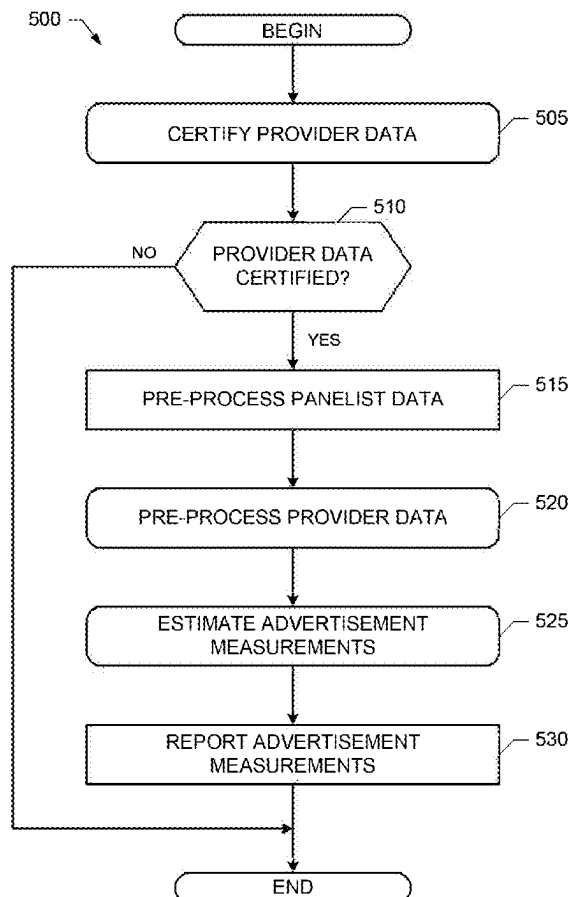 500
BEGIN
CERTIFY PROVIDER DATA
505
510
NO
PROVIDER DATA
CERTIFIED?
YES
PRE-PROCESS PANELIST DATA
515
PRE-PROCESS PROVIDER DATA
520
ESTIMATE ADVERTISEMENT
MEASUREMENTS
525
REPORT ADVERTISEMENT
MEASUREMENTS
530
END